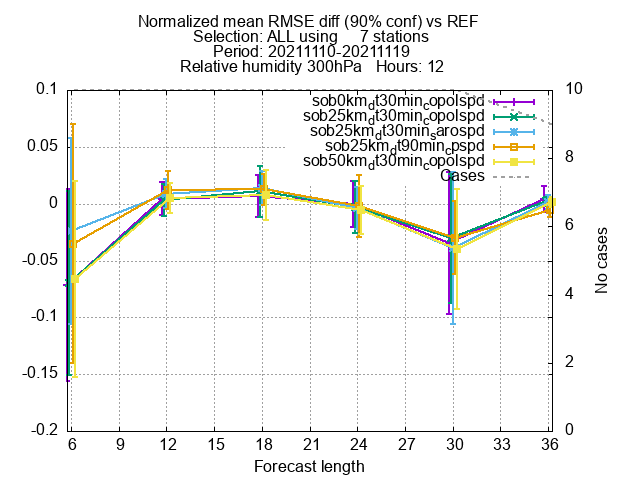 Normalized mean RMSE diff (90% conf) vs REF
Selection: ALL using 7 stations
Period: 20211110-20211119
Relative humidity 300hPa Hours: 12
0.1
0.05
0
-0.05
-0.1
-0.15
-0.2
10
8
6
4
2
0
sob0km_dt30min_copolspd
sob25km_dt30min_copolspd
sob25km_dt30min_sarospd
sob25km_dt90min_cpspd
sob50km_dt30min_copolspd
Cases
No cases
6 9 12 15 18 21 24 27 30 33 36
Forecast length